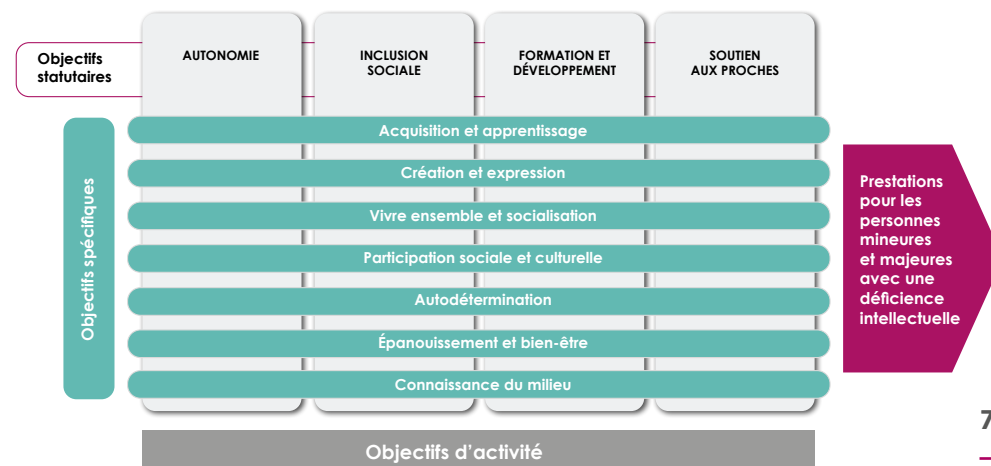 Objectifs
statutaires
AUTONOMIE
INCLUSION
SOCIALE
FORMATION ET
DÉVELOPPEMENT
SOUTIEN
AUX PROCHES
Objectifs spécifiques
Acquisition et apprentissage
Création et expression
Vivre ensemble et socialisation
Participation sociale et culturelle
Autodétermination
Épanouissement et bien-être
Connaissance du milieu
Prestations
pour les
personnes
mineures
et majeures
avec une
déficience
intellectuelle
Objectifs d’activité
7